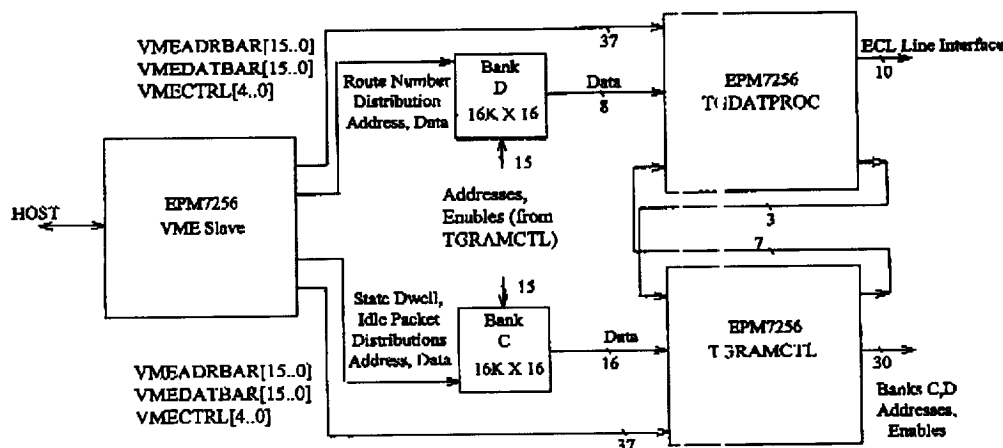 VMEADRBAR[15..0]
VMEDATBAR[15..0]
VMECTRL[4..0]
37
Route Number
Distribution
Address, Data
Bank
D
16K X 16
Data
8
EPM7256
TGDATPROC
ECL Line Interface
10
15
HOST
EPM7256
VME Slave
Addresses,
Enables (from
TGRAMCTL)
3
7
15
State Dwell,
Idle Packet
Distributions
Address, Data
Bank
C
16K X 16
Data
16
EPM7256
TGRAMCTL
30
Banks C,D
Addresses,
Enables
VMEADRBAR[15..0]
VMEDATBAR[15..0]
VMECTRL[4..0]
37